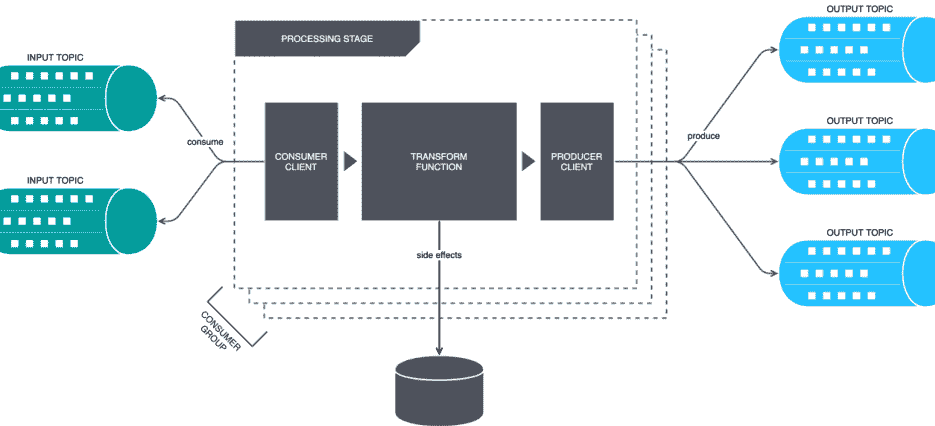 INPUT TOPIC
INPUT TOPIC
consume
PROCESSING STAGE
CONSUMER
CLIENT
TRANSFORM
FUNCTION
PRODUCER
CLIENT
side effects
CONSUMER
GROUP
produce
OUTPUT TOPIC
OUTPUT TOPIC
OUTPUT TOPIC